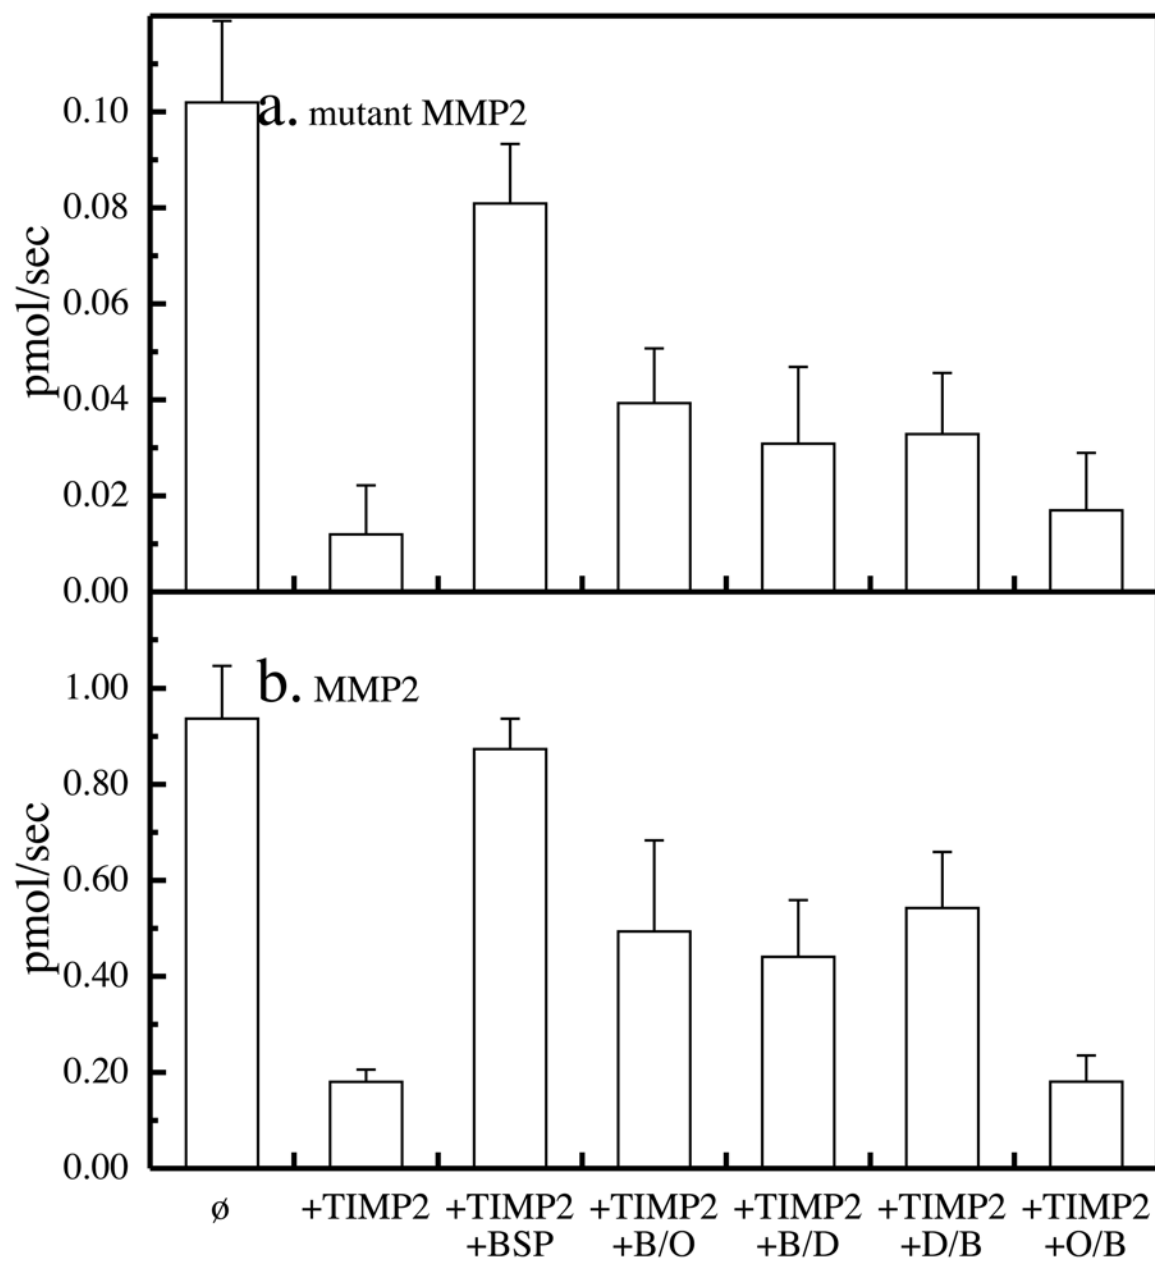 a. mutant MMP2
pmol/sec
0.10
0.08
0.06
0.04
0.02
0.00
b. MMP2
pmol/sec
1.00
0.80
0.60
0.40
0.20
0.00
ø +TIMP2 +TIMP2 +TIMP2 +TIMP2 +TIMP2 +TIMP2
+BSP +B/O +B/D +D/B +O/B